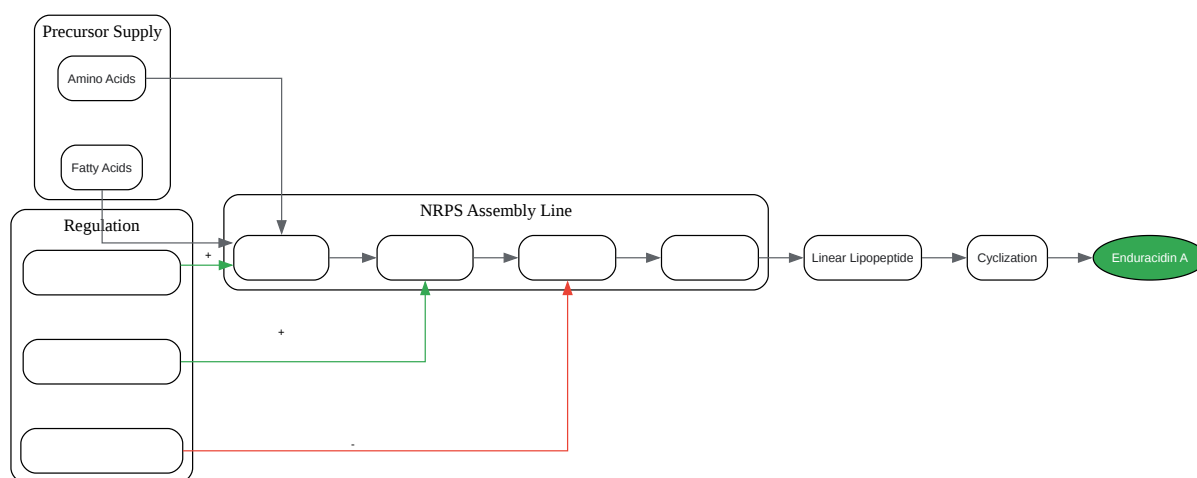 Precursor Supply
Amino Acids
Fatty Acids
Regulation
+
+
-
NRPS Assembly Line
Linear Lipopeptide
Cyclization
Enduracidin A